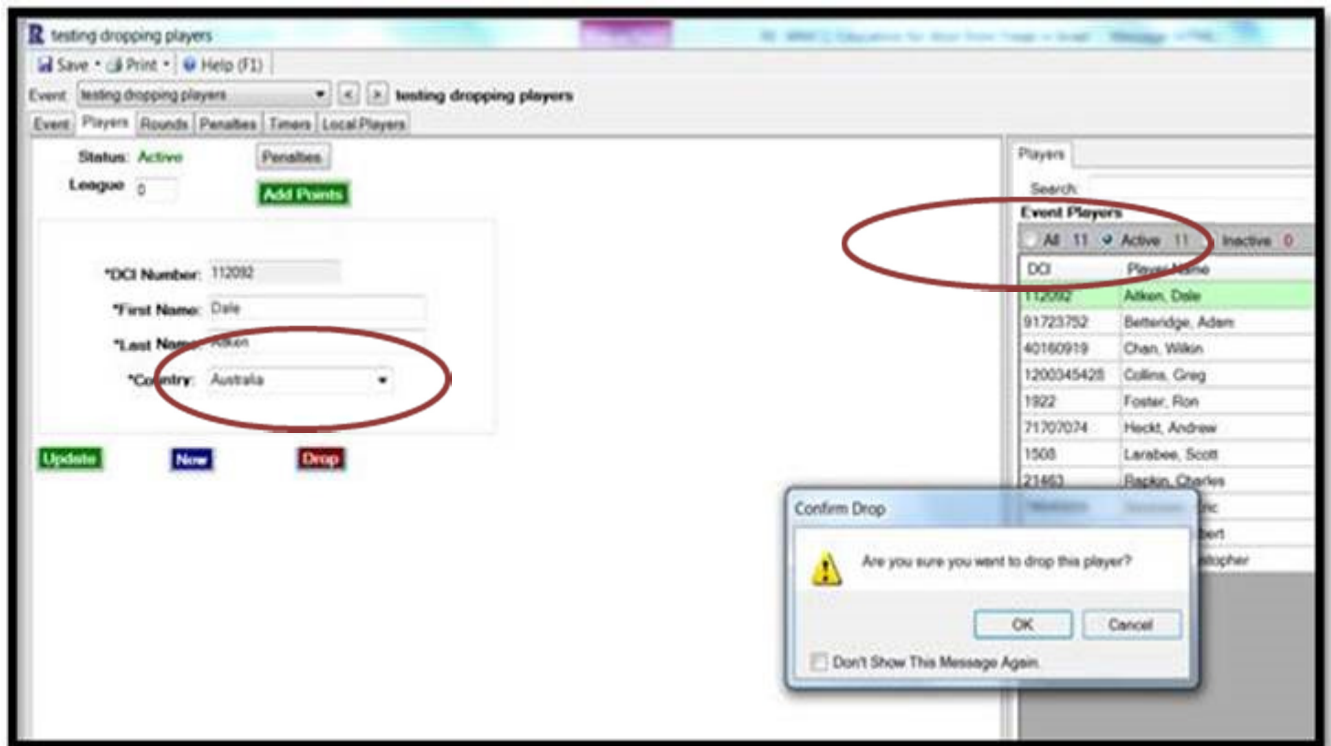 testing dropping players
Save Print Help (F1)
Event testing dropping players < > testing dropping players
Event Players Rounds Penalties Timers Local Players
Status: Active Penalties
League 0 Add Points
*DCI Number: 112092
*First Name: Dale
*Last Name: Aitken
*Country: Australia
Update New Drop
Players
Search:
Event Players
All 11 Active 11 Inactive 0
DCI Player Name
112092 Aitken, Dale
91723752 Betteridge, Adam
40160919 Chan, Wilkin
1200345428 Collins, Greg
1922 Foster, Ron
71707074 Heckt, Andrew
1508 Larabee, Scott
21463 Rapkin, Charles
Confirm Drop
Are you sure you want to drop this player?
OK Cancel
Don't Show This Message Again.